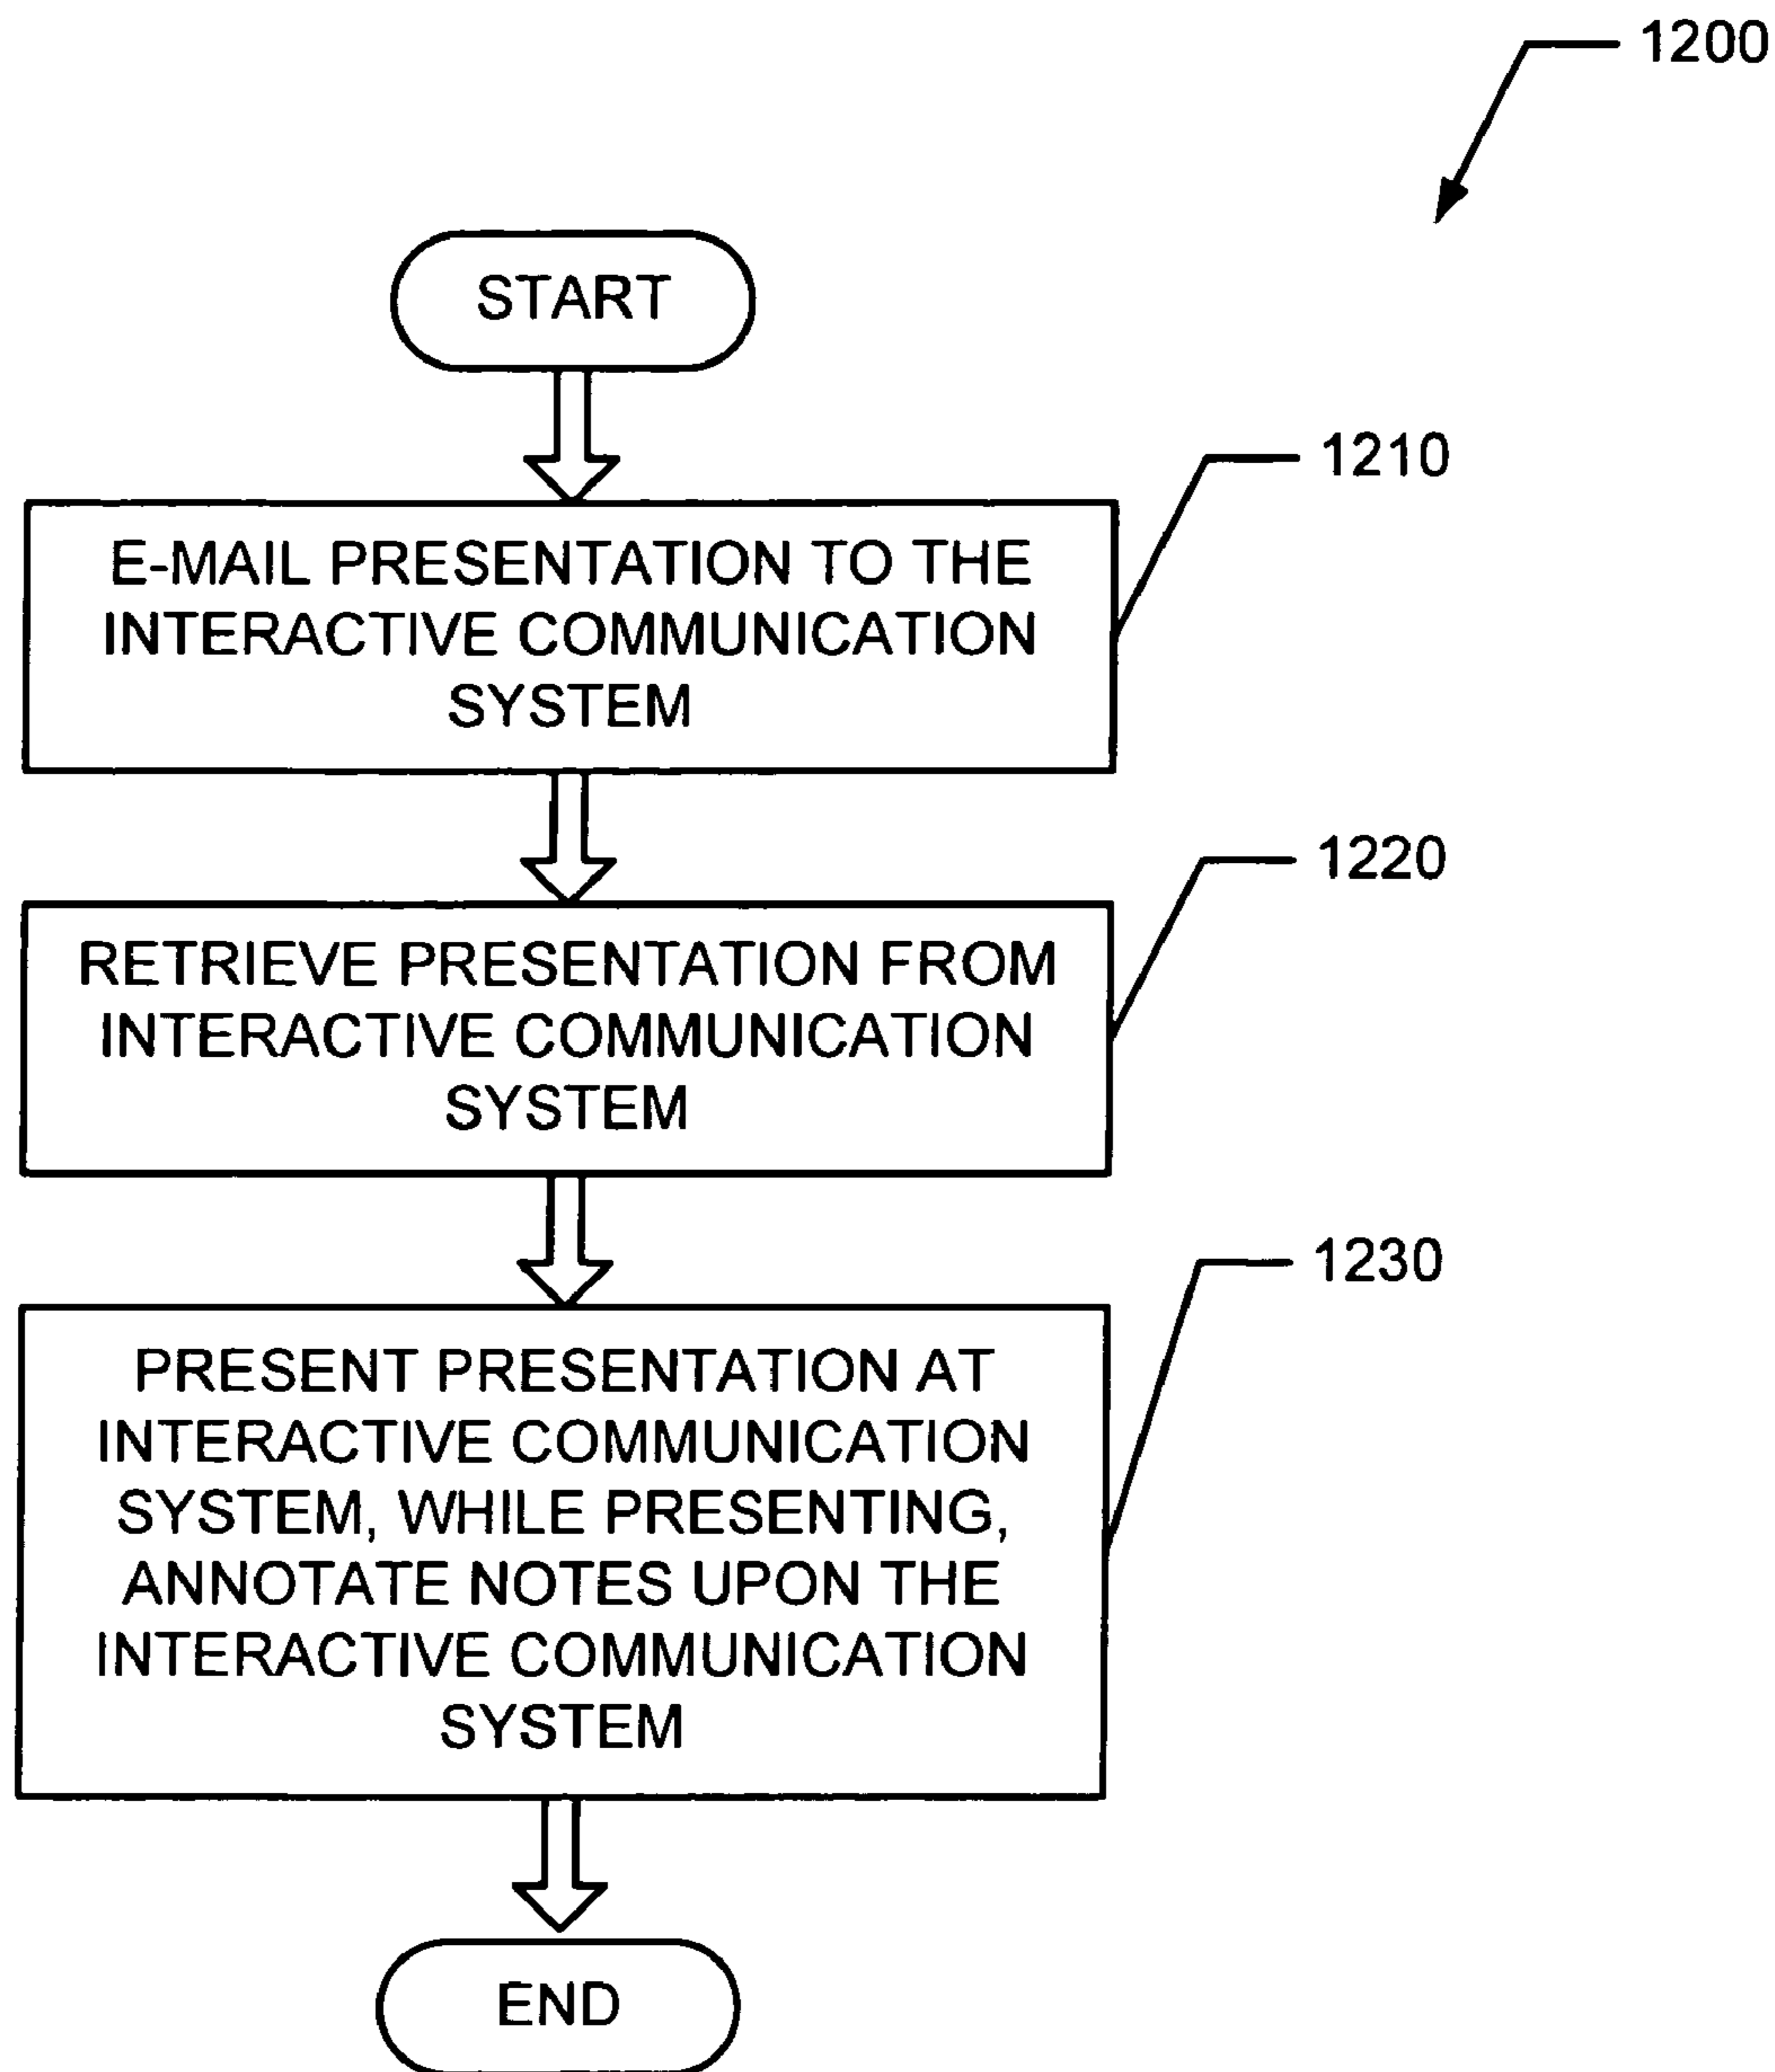 1200
START
1210
E-MAIL PRESENTATION TO THE
INTERACTIVE COMMUNICATION
SYSTEM
1220
RETRIEVE PRESENTATION FROM
INTERACTIVE COMMUNICATION
SYSTEM
1230
PRESENT PRESENTATION AT
INTERACTIVE COMMUNICATION
SYSTEM, WHILE PRESENTING,
ANNOTATE NOTES UPON THE
INTERACTIVE COMMUNICATION
SYSTEM
END